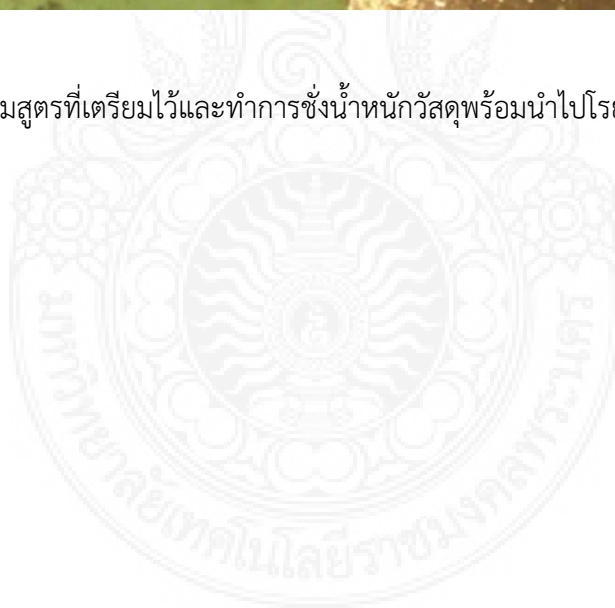 มสูตรที่เตรียมไว้และทำการชั่งน้ำหนักวัสดุพร้อมนำไปโรย
มหาวิทยาลัยเทคโนโลยีราชมงคลพระนคร